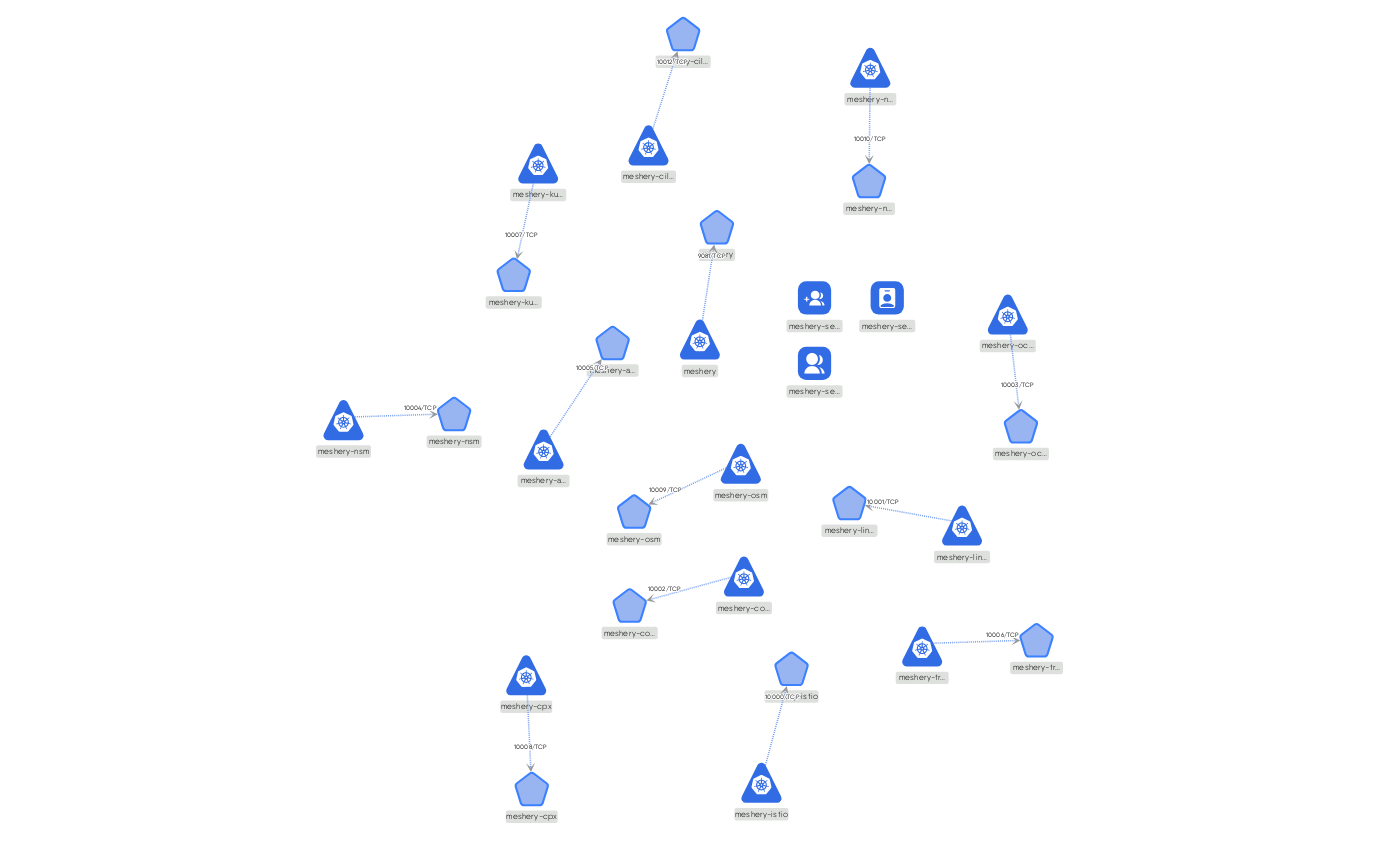 10012/TCP
meshery-n...
10010/TCP
meshery-cil...
meshery-ku...
meshery-n...
10007/TCP
9081/TCP
meshery-ku...
meshery-se...
meshery-se...
meshery-oc...
10005/TCP
meshery-a...
meshery
10003/TCP
meshery-se...
10004/TCP
meshery-nsm
meshery-nsm
meshery-oc...
meshery-a...
10009/TCP
meshery-osm
10001/TCP
meshery-osm
meshery-lin...
meshery-lin...
10002/TCP
meshery-co...
meshery-co...
10006/TCP
meshery-tr...
meshery-tr...
10000/TCP
meshery-cpx
10008/TCP
meshery-cpx
meshery-istio